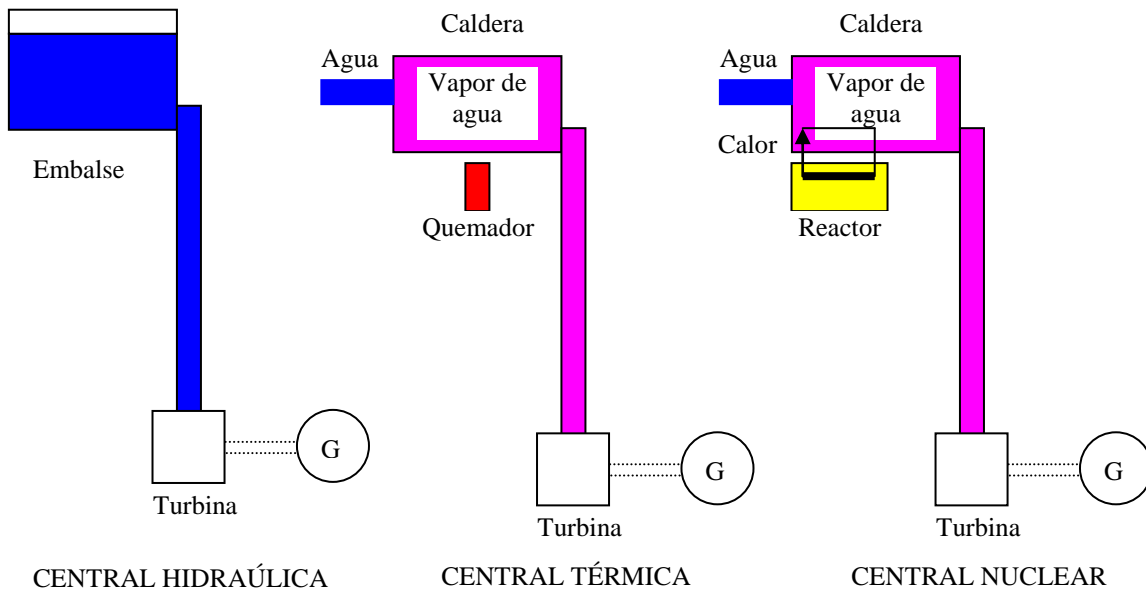 Embalse
G
Turbina
CENTRAL HIDRAÚLICA
Caldera
Agua
Vapor de
agua
Quemador
G
Turbina
CENTRAL TÉRMICA
Caldera
Agua
Vapor de
agua
Calor
Reactor
G
Turbina
CENTRAL NUCLEAR